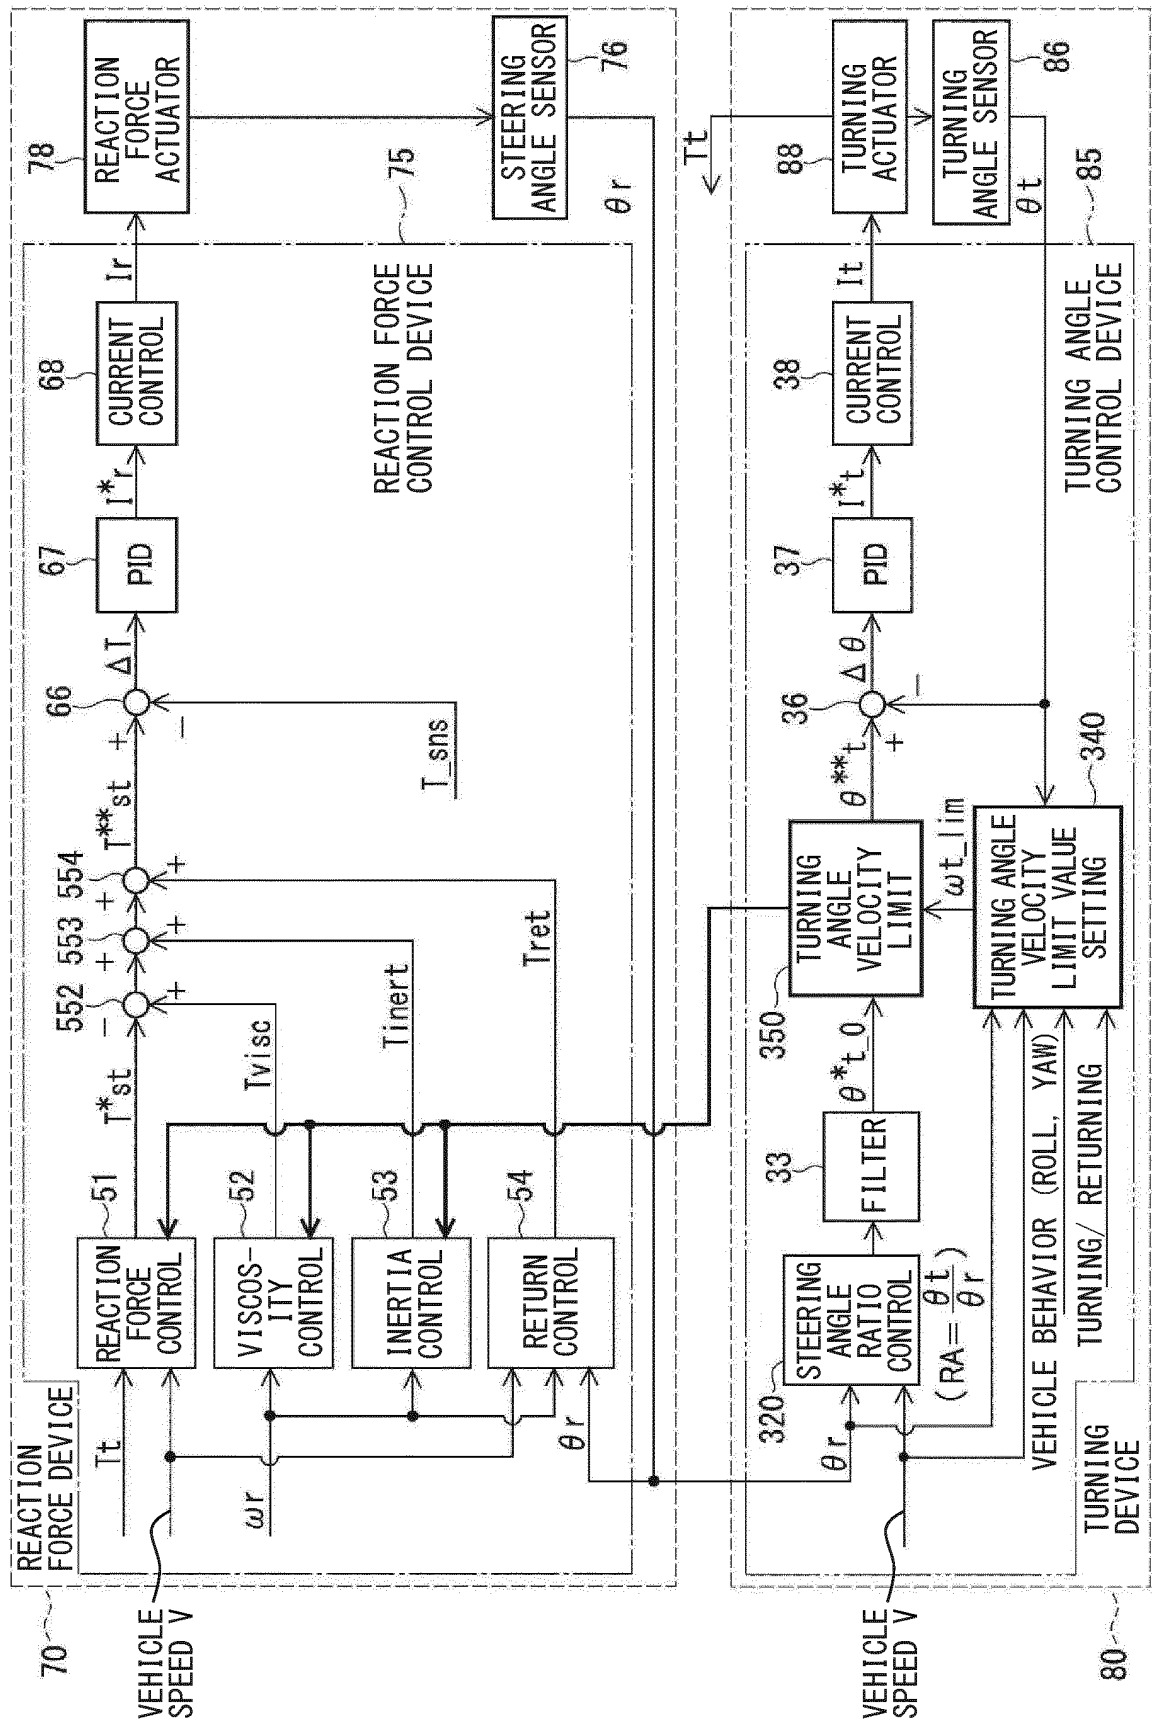 REACTION
FORCE DEVICE
70
VEHICLE
SPEED V
Tt
ωr
θr
51
REACTION
FORCE
CONTROL
52
VISCOS-
ITY
CONTROL
53
INERTIA
CONTROL
54
RETURN
CONTROL
T*st
Tvisc
Tinert
Tret
552
553
554
-
+
+
+
+
+
T**st
66
+
-
T_sns
ΔT
67
PID
I*r
68
CURRENT
CONTROL
Ir
REACTION FORCE
CONTROL DEVICE
75
78
REACTION
FORCE
ACTUATOR
76
STEERING
ANGLE SENSOR
θr
TURNING
DEVICE
80
VEHICLE
SPEED V
θr
320
STEERING
ANGLE
RATIO
CONTROL
(RA=θt/θr)
33
FILTER
θ*t_0
350
TURNING
ANGLE
VELOCITY
LIMIT
VEHICLE BEHAVIOR (ROLL, YAW)
TURNING/ RETURNING
340
TURNING ANGLE
VELOCITY
LIMIT VALUE
SETTING
ωt_lim
θ**t
36
+
-
Δθ
37
PID
I*t
38
CURRENT
CONTROL
It
TURNING ANGLE
CONTROL DEVICE
85
Tt
88
TURNING
ACTUATOR
86
TURNING
ANGLE SENSOR
θt